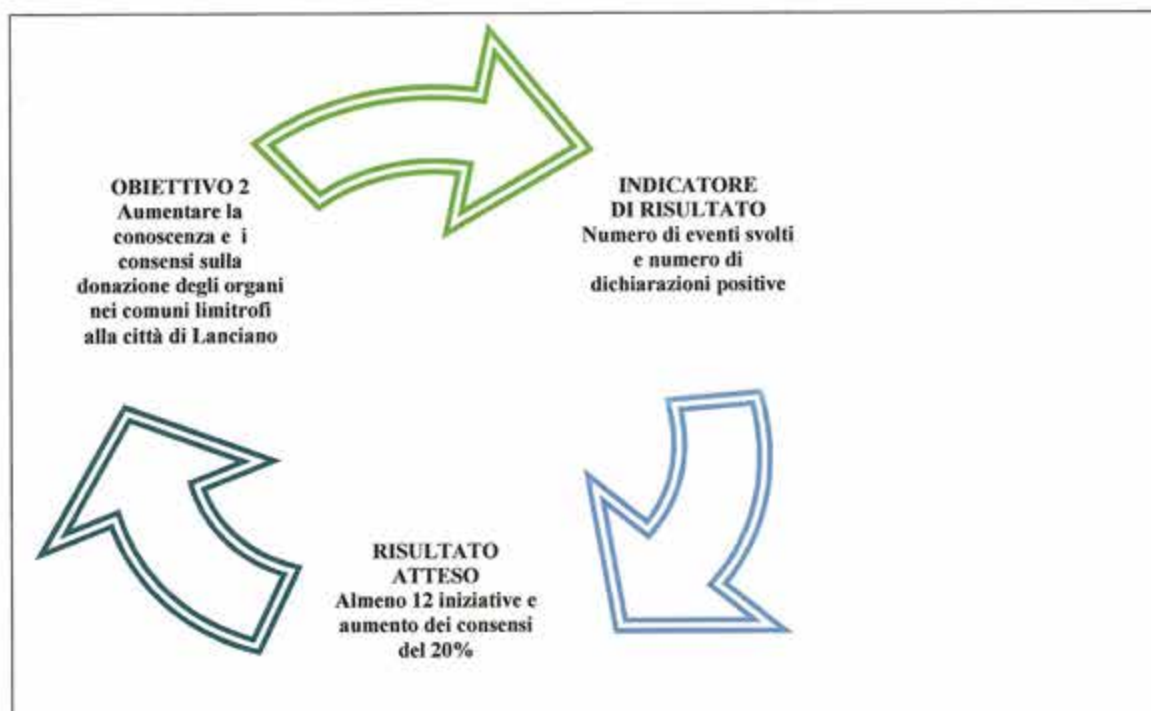 OBIETTIVO 2
Aumentare la
conoscenza e i
consensi sulla
donazione degli organi
nei comuni limitrofi
alla città di Lanciano
INDICATORE
DI RISULTATO
Numero di eventi svolti
e numero di
dichiarazioni positive
RISULTATO
ATTESO
Almeno 12 iniziative e
aumento dei consensi
del 20%